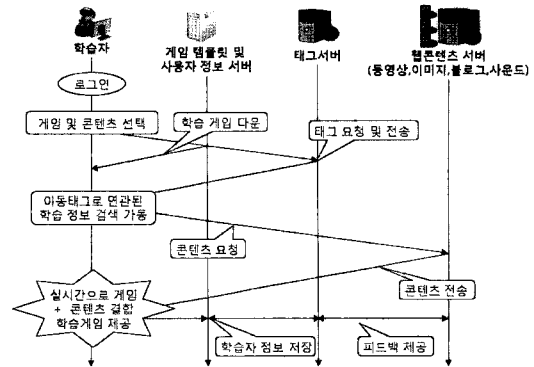 학습자
게임 템플릿 및
사용자 정보 서버
태그서버
웹콘텐츠 서버
(동영상,이미지,블로그,사운드)
로그인
게임 및 콘텐츠 선택
학습 게임 다운
태그 요청 및 전송
이동태그로 연관된
학습 정보 검색 가동
콘텐츠 요청
콘텐츠 전송
실시간으로 게임
+ 콘텐츠 결합
학습게임 제공
학습자 정보 저장
피드백 제공